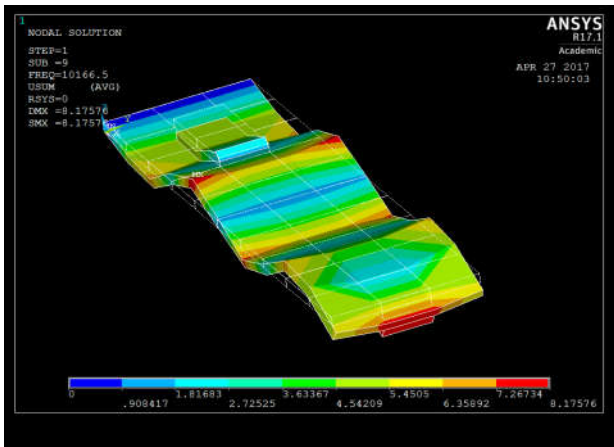 1
NODAL SOLUTION
STEP=1
SUB =9
FREQ=10166.5
USUM (AVG)
RSYS=0
DMX =8.17576
SMX =8.17576
ANSYS
R17.1
Academic
APR 27 2017
10:50:03
MX
0
.908417
1.81683
2.72525
3.63367
4.54209
5.4505
6.35892
7.26734
8.17576